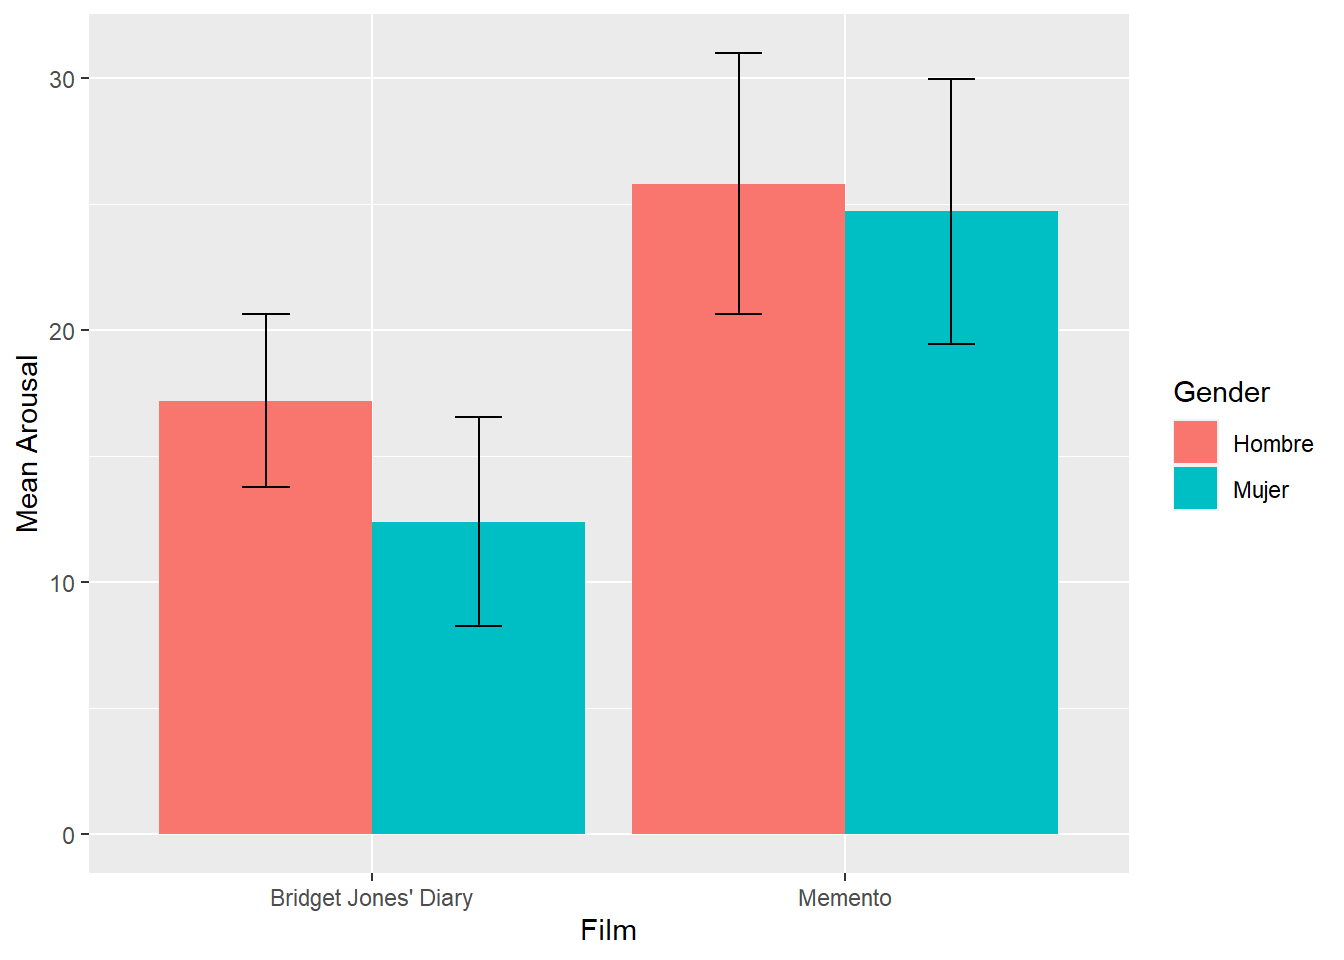 30
20
10
0
Mean Arousal
Bridget Jones' Diary
Memento
Film
Gender
Hombre
Mujer